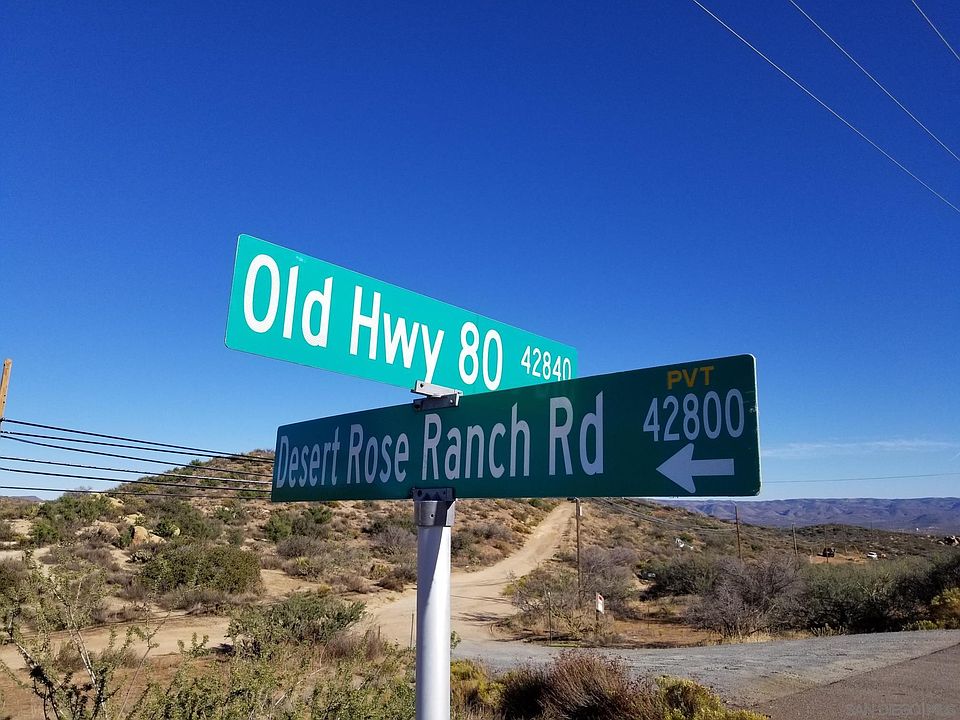 Old Hwy 80 42840
PVT
Desert Rose Ranch Rd 42800